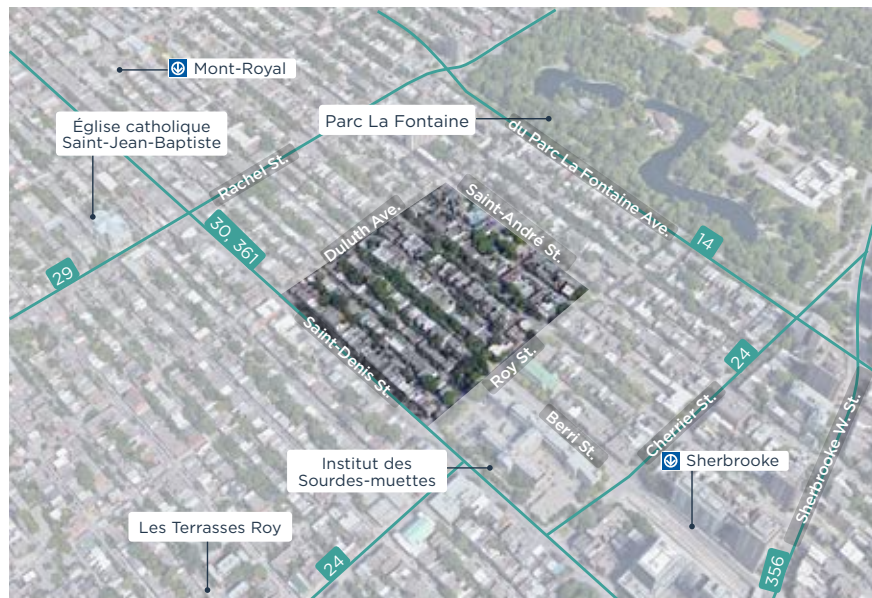 Mont-Royal
Église catholique
Saint-Jean-Baptiste
Parc La Fontaine
du Parc La Fontaine Ave.
Rachel St.
Saint-André St.
Duluth Ave.
30, 361
14
29
Saint-Denis St.
Roy St.
24
Berri St.
Cherrier St.
Sherbrooke W. St.
Institut des
Sourdes-muettes
Sherbrooke
Les Terrasses Roy
24
356